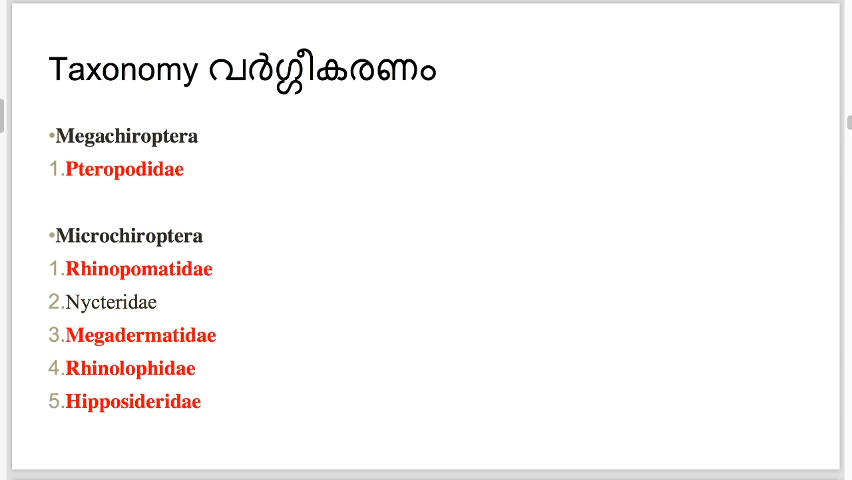 Taxonomy വർഗ്ഗീകരണം
•Megachiroptera
1.Pteropodidae
•Microchiroptera
1.Rhinopomatidae
2.Nycteridae
3.Megadermatidae
4.Rhinolophidae
5.Hipposideridae